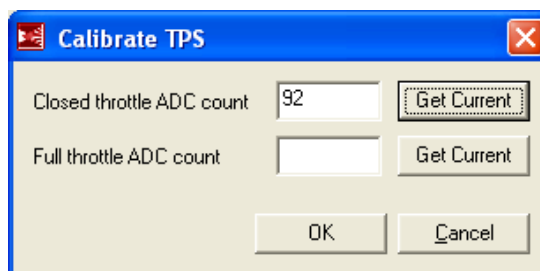 Calibrate TPS
Closed throttle ADC count 92 Get Current
Full throttle ADC count Get Current
OK Cancel